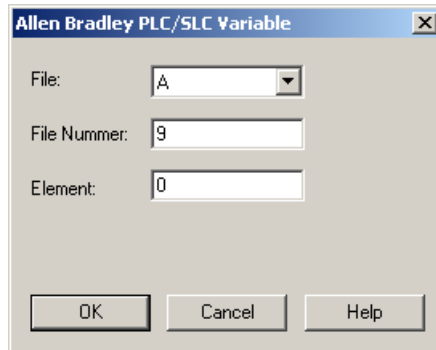 Allen Bradley PLC/SLC Variable
File: A
File Nummer: 9
Element: 0
OK Cancel Help